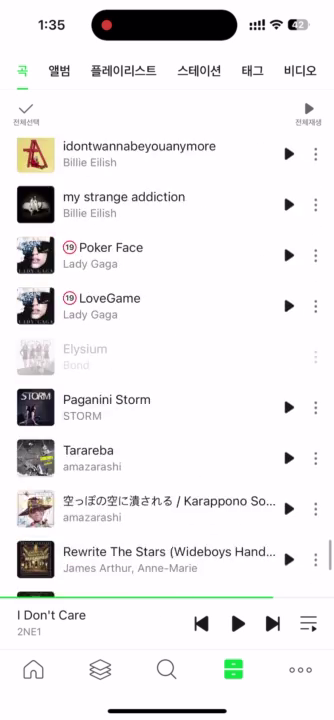 1:35
42
곡 앨범 플레이리스트 스테이션 태그 비디오
전체선택 전체재생
idontwannabeyouanymore
Billie Eilish
my strange addiction
Billie Eilish
19 Poker Face
Lady Gaga
19 LoveGame
Lady Gaga
Elysium
Bond
STORM
Paganini Storm
STORM
Tarareba
amazarashi
空っぽの空に潰される / Karappono So...
amazarashi
Rewrite The Stars (Wideboys Hand...
James Arthur, Anne-Marie
I Don't Care
2NE1